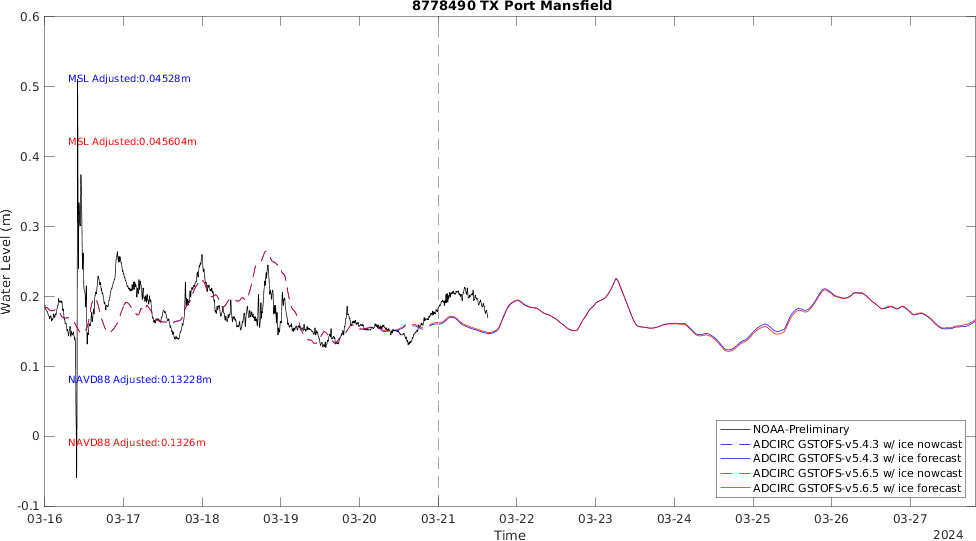 8778490 TX Port Mansfield
0.6
0.5
0.4
0.3
0.2
0.1
0
-0.1
Water Level (m)
MSL Adjusted:0.04528m
MSL Adjusted:0.045604m
NAVD88 Adjusted:0.13228m
NAVD88 Adjusted:0.1326m
NOAA-Preliminary
ADCIRC GSTOFS-v5.4.3 w/ ice nowcast
ADCIRC GSTOFS-v5.4.3 w/ ice forecast
ADCIRC GSTOFS-v5.6.5 w/ ice nowcast
ADCIRC GSTOFS-v5.6.5 w/ ice forecast
03-16 03-17 03-18 03-19 03-20 03-21 03-22 03-23 03-24 03-25 03-26 03-27
Time
2024